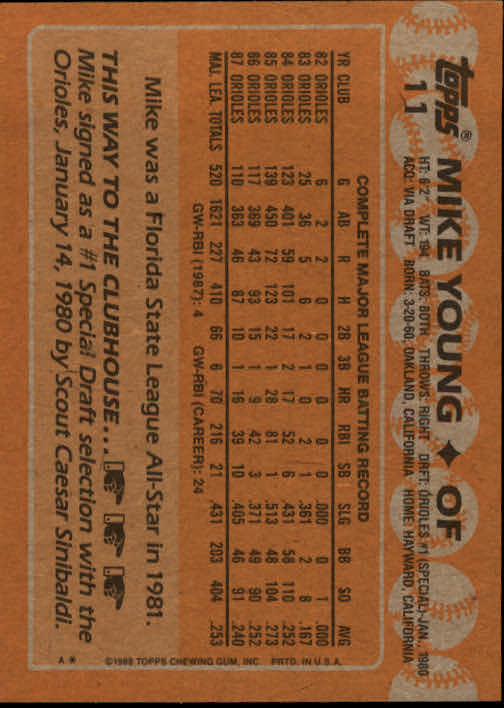 topps®
11
MIKE YOUNG ✦ OF
HT: 6'2" WT: 194 BATS: BOTH THROWS: RIGHT DRFT: ORIOLES #1 (SPECIAL)-JAN. 1980
ACQ: VIA DRAFT BORN: 3-20-60, OAKLAND, CALIFORNIA HOME: HAYWARD, CALIFORNIA
COMPLETE MAJOR LEAGUE BATTING RECORD
YR CLUB G AB R H 2B 3B HR RBI SB SLG BB SO AVG
82 ORIOLES 6 2 2 0 0 0 0 0 0 .000 0 1 .000
83 ORIOLES 25 36 5 6 2 1 0 2 1 .361 2 8 .167
84 ORIOLES 123 401 59 101 17 2 17 52 6 .431 58 110 .252
85 ORIOLES 139 450 72 123 22 1 28 81 1 .513 48 104 .273
86 ORIOLES 117 369 43 93 15 1 9 42 3 .371 49 90 .252
87 ORIOLES 110 363 46 87 10 1 16 39 10 .405 46 91 .240
MAJ. LEA. TOTALS 520 1621 227 410 66 6 70 216 21 .431 203 404 .253
GW-RBI (1987): 4 GW-RBI (CAREER): 24
Mike was a Florida State League All-Star in 1981.
THIS WAY TO THE CLUBHOUSE...
Mike signed as a #1 Special Draft selection with the
Orioles, January 14, 1980 by Scout Caesar Sinibaldi.
©1988 TOPPS CHEWING GUM, INC. PRTD. IN U.S.A.
A *